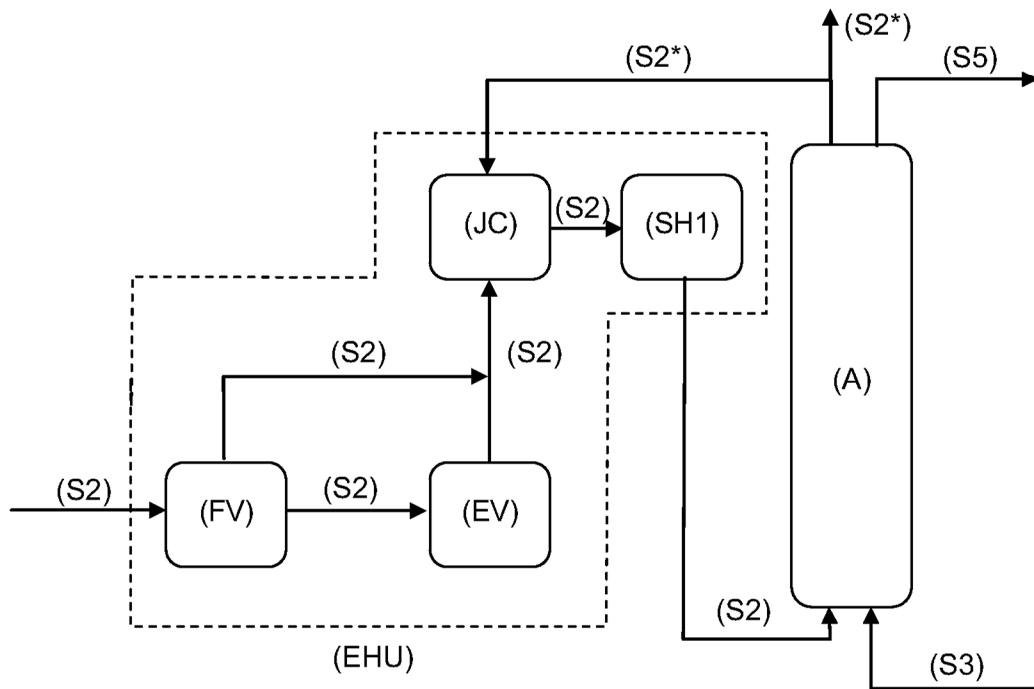 (S2*)
(S2*)
(S5)
(JC)
(S2)
(SH1)
(S2)
(S2)
(A)
(S2)
(FV)
(S2)
(EV)
(S2)
(EHU)
(S3)